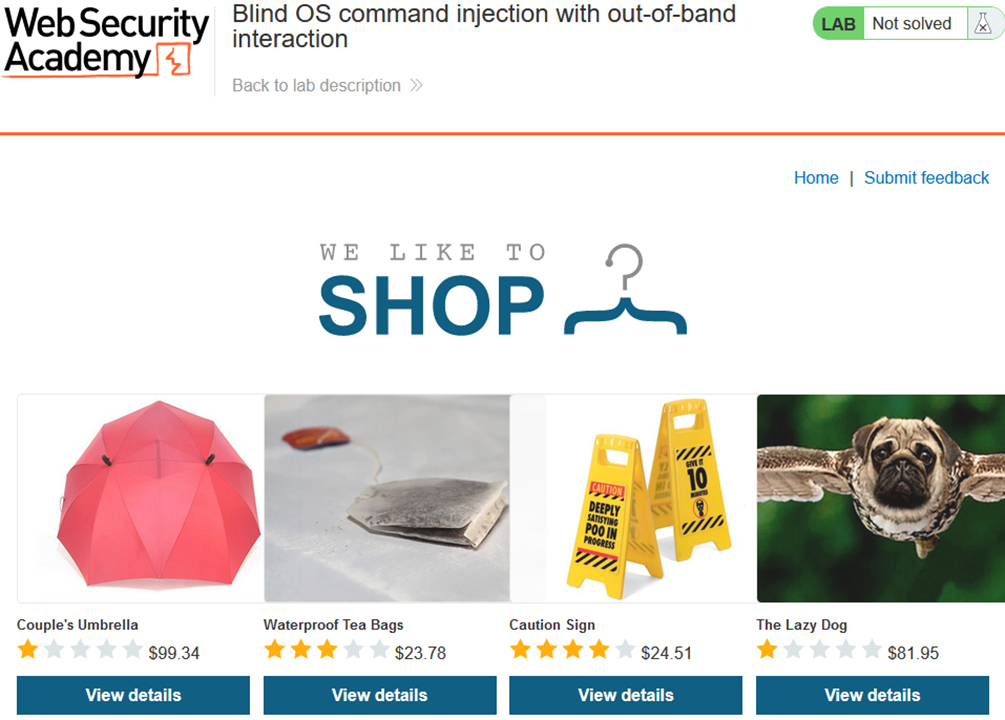 Web Security
Academy
Blind OS command injection with out-of-band
interaction
Back to lab description
LAB Not solved
Home | Submit feedback
WE LIKE TO
SHOP
CAUTION
DEEPLY
SATISFYING
POO IN
PROGRESS
GIVE IT
10
MINUTES
Couple's Umbrella
Waterproof Tea Bags
Caution Sign
The Lazy Dog
$99.34
$23.78
$24.51
$81.95
View details
View details
View details
View details